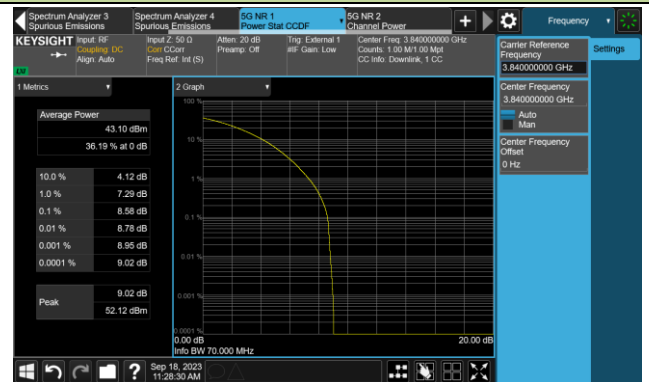 Spectrum Analyzer 3
Spurious Emissions
Spectrum Analyzer 4
Spurious Emissions
5G NR 1
Power Stat CCDF
5G NR 2
Channel Power
Frequency
KEYSIGHT
Input: RF
Coupling: DC
Align: Auto
Input Z: 50 Ω
Corr CCorr
Freq Ref: Int (S)
Atten: 20 dB
Preamp: Off
Trig: External 1
#IF Gain: Low
Center Freq: 3.840000000 GHz
Counts: 1.00 M/1.00 Mpt
CC Info: Downlink, 1 CC
1 Metrics
Average Power
43.10 dBm
36.19 % at 0 dB
10.0 % 4.12 dB
1.0 % 7.29 dB
0.1 % 8.58 dB
0.01 % 8.78 dB
0.001 % 8.95 dB
0.0001 % 9.02 dB
Peak
9.02 dB
52.12 dBm
2 Graph
100 %
10 %
1 %
0.1 %
0.01 %
0.001 %
0.0001 %
0.00 dB
20.00 dB
Info BW 70.000 MHz
Carrier Reference
Frequency
3.840000000 GHz
Center Frequency
3.840000000 GHz
Auto
Man
Center Frequency
Offset
0 Hz
Settings
?
Sep 18, 2023
11:28:30 AM